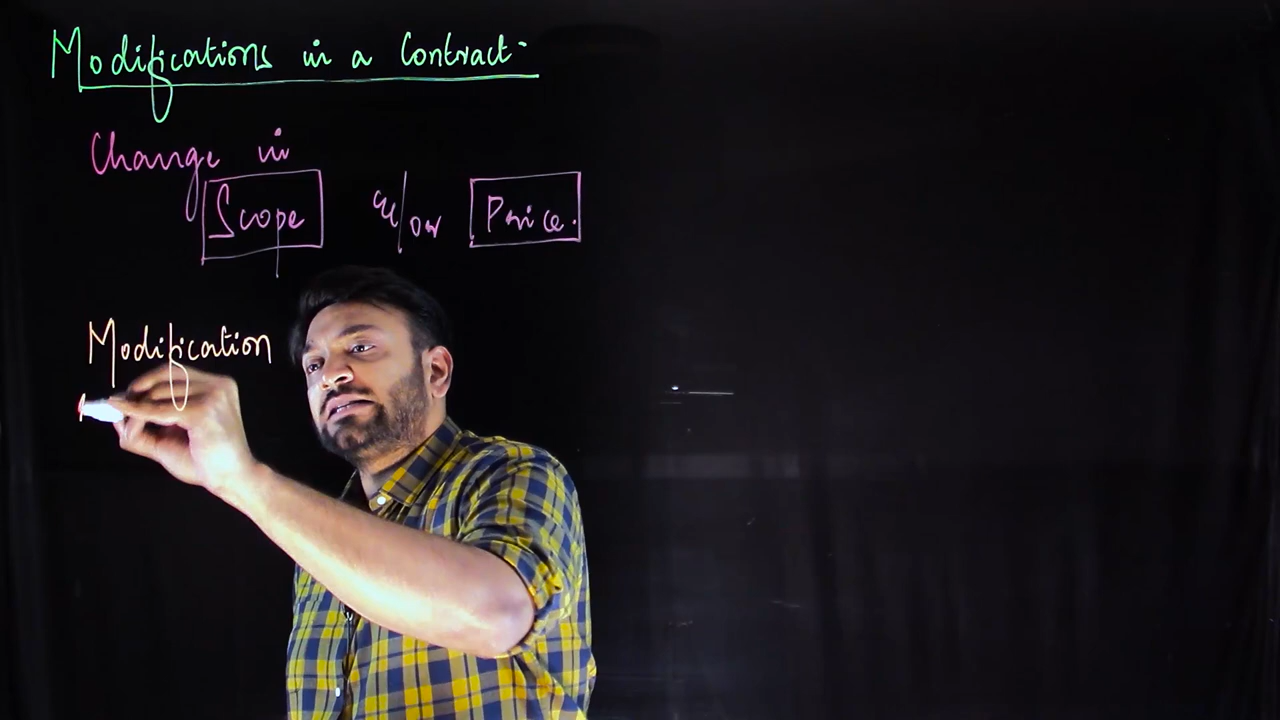 Modifications in a Contract-
Change in
Scope &/or Price.
Modification